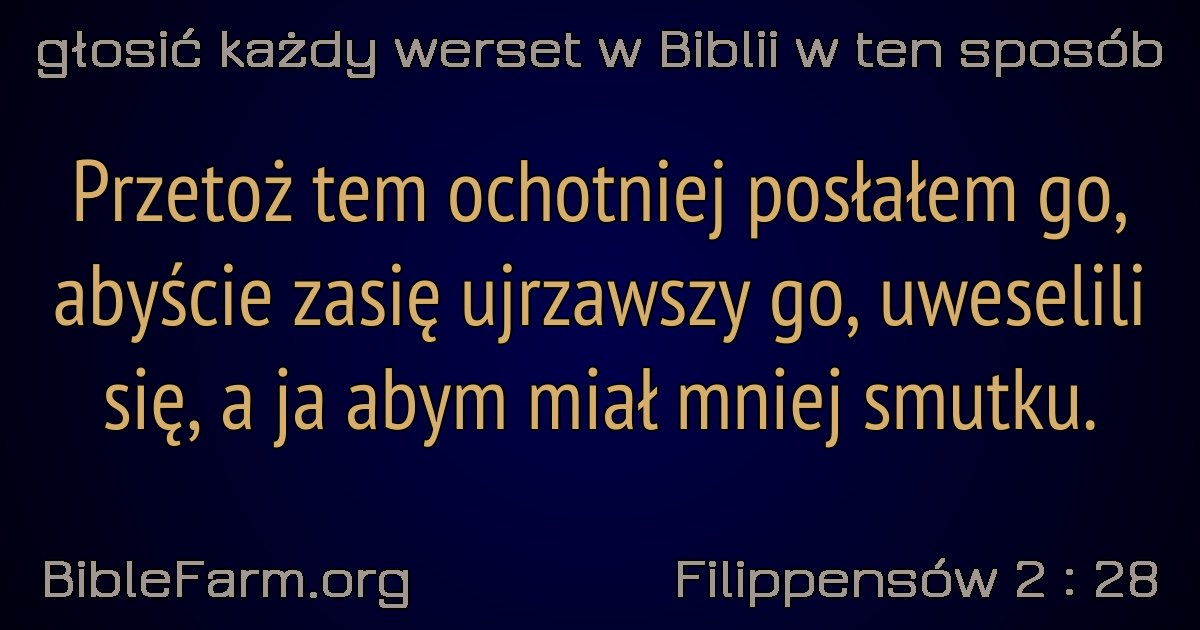 głosić każdy werset w Biblii w ten sposób
Przetoż tem ochotniej posłałem go,
abyście zasię ujrzawszy go, uweselili
się, a ja abym miał mniej smutku.
BibleFarm.org
Filippensów 2 : 28